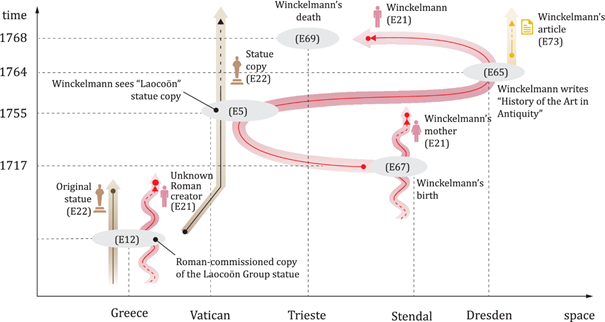 time
1768
1764
1755
1717
Winckelmann's
death
(E69)
Winckelmann
(E21)
Winckelmann's
article
(E73)
Statue
copy
(E22)
(E65)
Winckelmann writes
"History of the Art in
Antiquity"
Winckelmann sees "Laocoön"
statue copy
(E5)
Winckelmann's
mother
(E21)
(E67)
Winckelmann's
birth
Original
statue
(E22)
Unknown
Roman
creator
(E21)
(E12)
Roman-commissioned copy
of the Laocoön Group statue
Greece
Vatican
Trieste
Stendal
Dresden
space